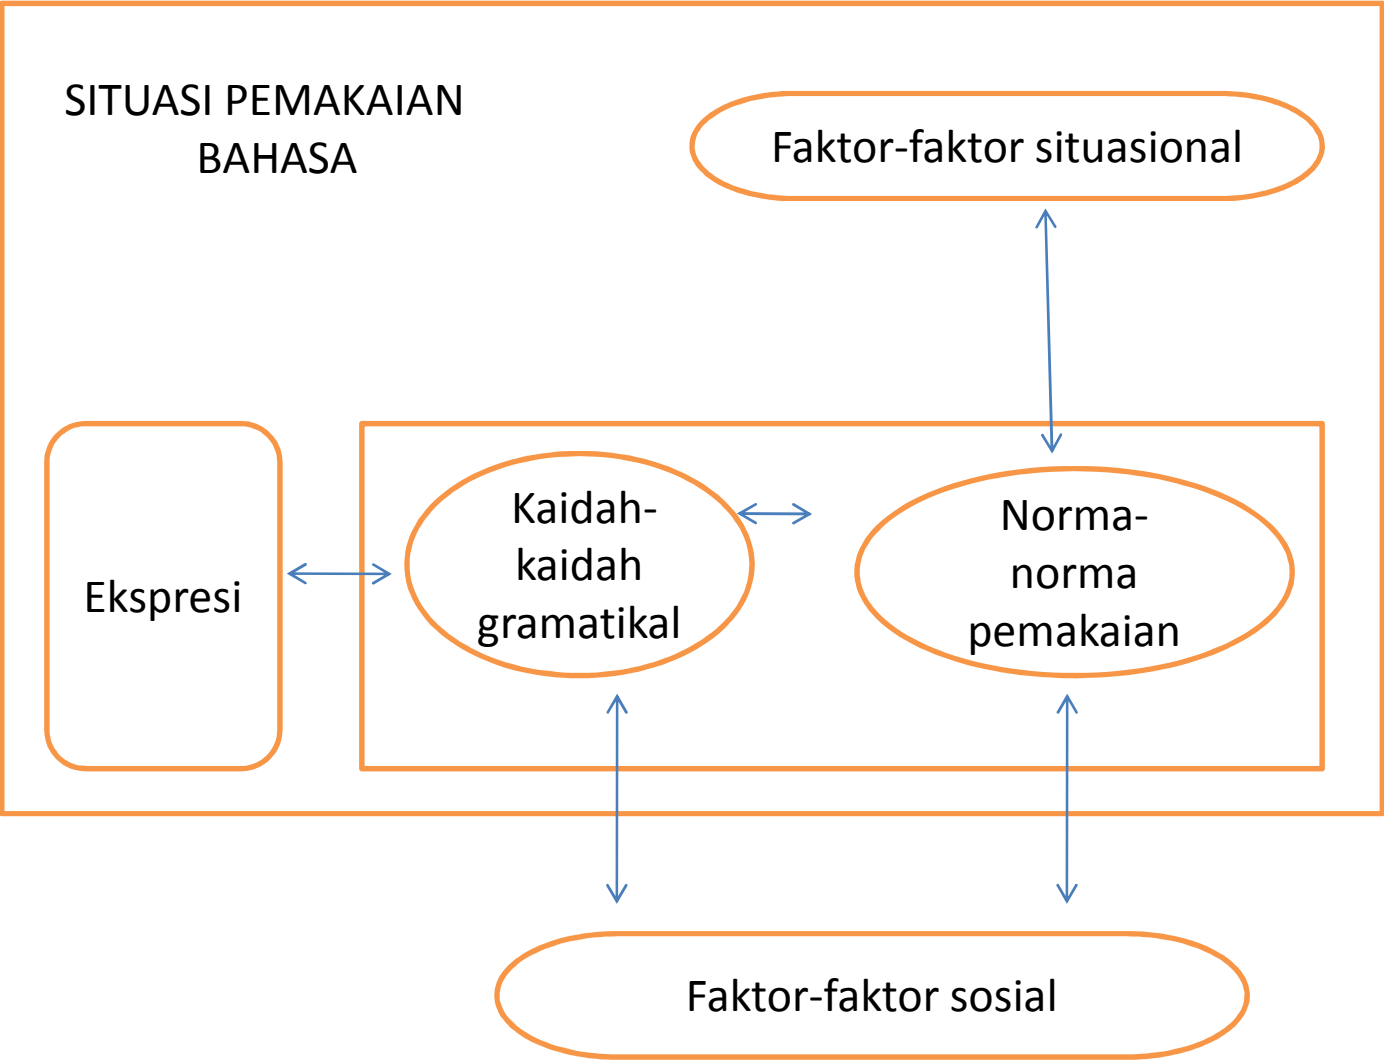 SITUASI PEMAKAIAN
BAHASA
Faktor-faktor situasional
Ekspresi
Kaidah-
kaidah
gramatikal
Norma-
norma
pemakaian
Faktor-faktor sosial